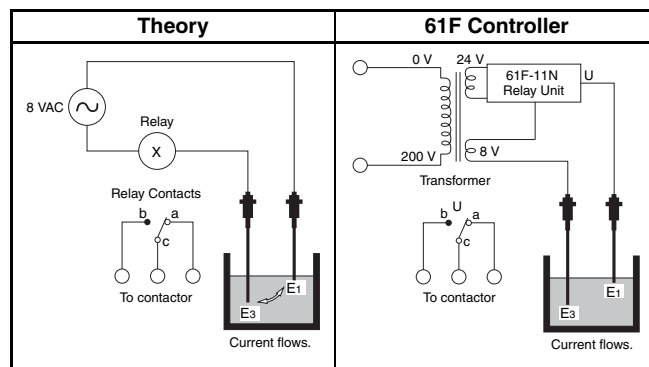 Theory
61F Controller
8 VAC
Relay
X
Relay Contacts
b
a
c
To contactor
E3
E1
Current flows.
0 V
24 V
61F-11N
Relay Unit
U
200 V
8 V
Transformer
U
b
a
c
To contactor
E3
E1
Current flows.